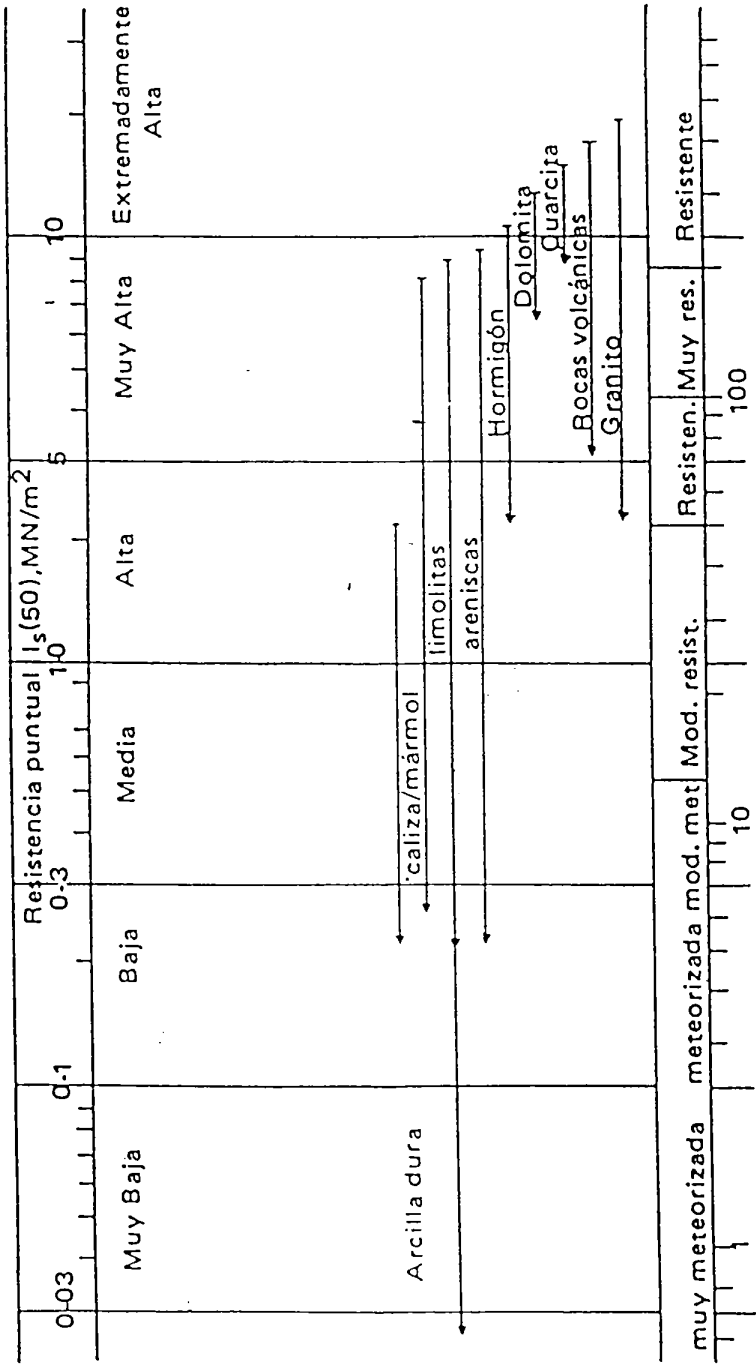 Resistencia puntual I_s(50), MN/m²
0-03
0-1
0-3
1-0
5
10
Muy Baja
Baja
Media
Alta
Muy Alta
Extremadamente
Alta
Arcilla dura
caliza/mármol
limolitas
areniscas
Hormigón
Dolomita
Cuarcita
Rocas volcánicas
Granito
muy meteorizada
meteorizada
mod. met
Mod. resist.
Resisten.
Muy res.
Resistente
1
10
100